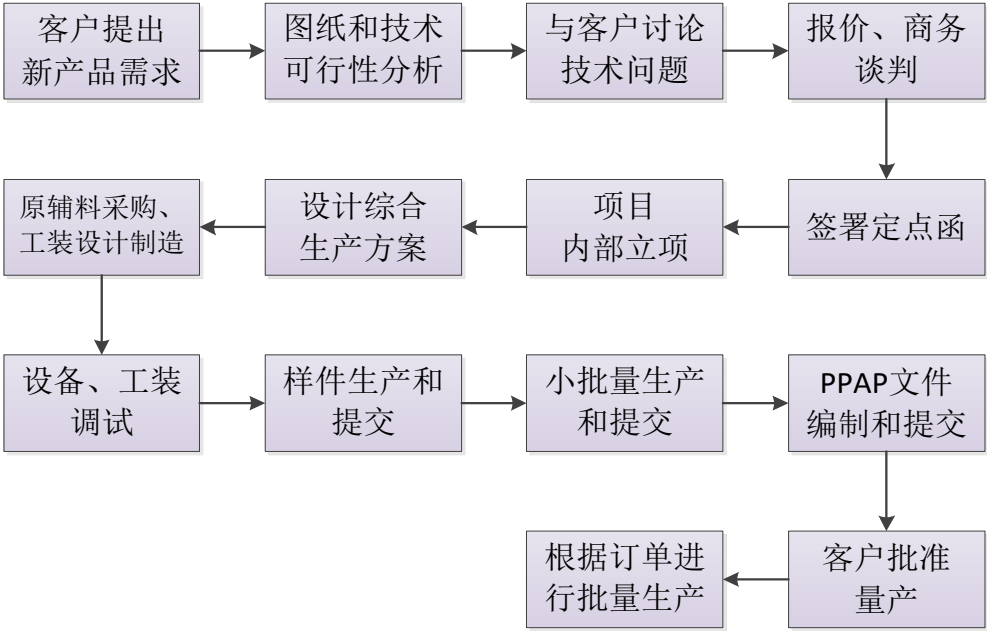 客户提出
新产品需求
图纸和技术
可行性分析
与客户讨论
技术问题
报价、商务
谈判
签署定点函
项目
内部立项
设计综合
生产方案
原辅料采购、
工装设计制造
设备、工装
调试
样件生产和
提交
小批量生产
和提交
PPAP文件
编制和提交
客户批准
量产
根据订单进
行批量生产